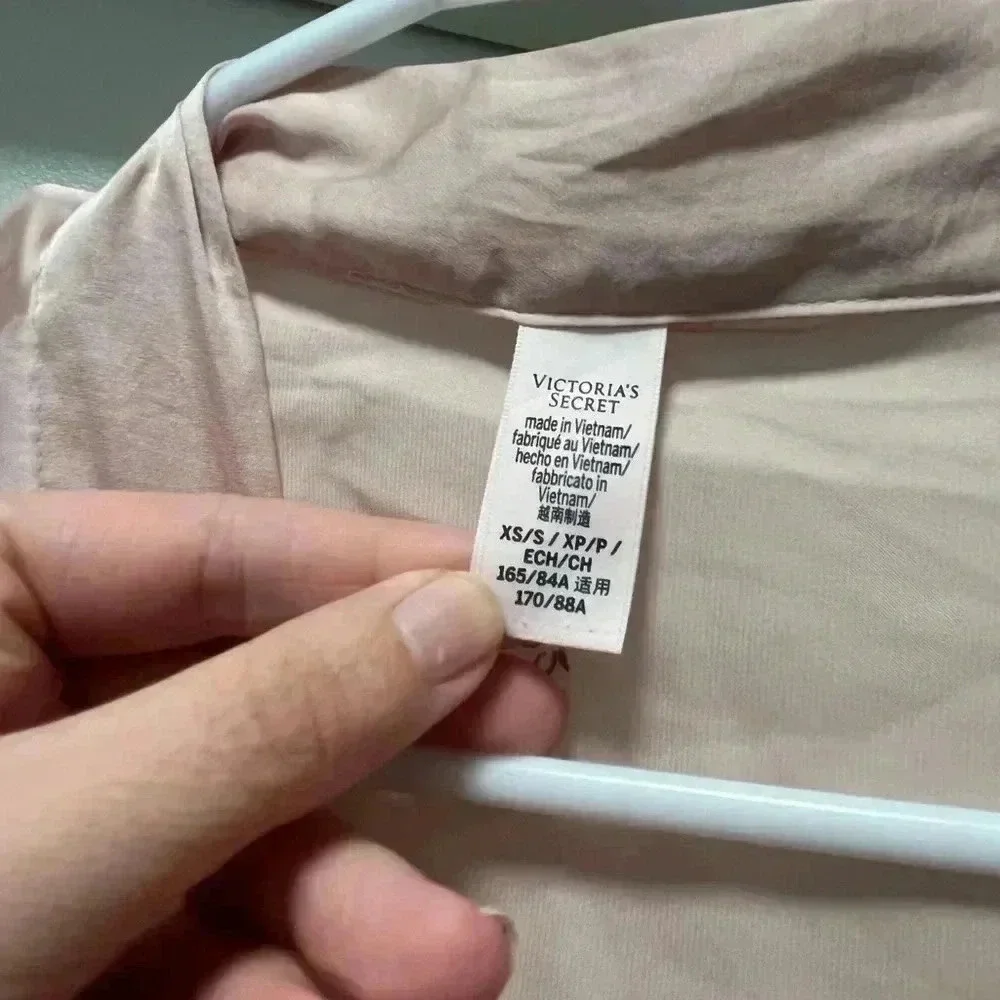 VICTORIA'S
SECRET
made in Vietnam/
fabriqué au Vietnam/
hecho en Vietnam/
fabbricato in
Vietnam/
越南制造
XS/S / XP/P /
ECH/CH
165/84A 适用
170/88A